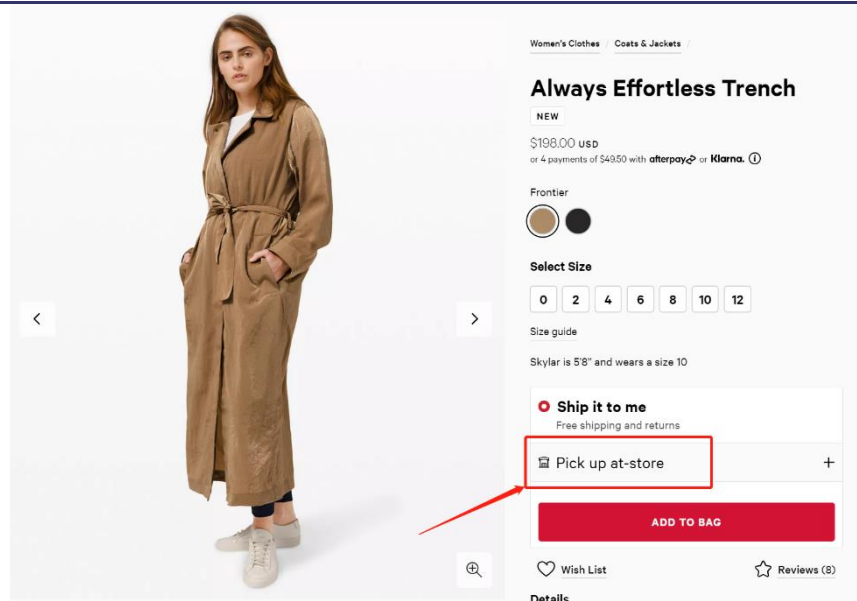 Women's Clothes / Coats & Jackets /
Always Effortless Trench
NEW
$198.00 USD
or 4 payments of $49.50 with afterpay or Klarna.
Frontier
Select Size
0 2 4 6 8 10 12
Size guide
Skylar is 5'8" and wears a size 10
Ship it to me
Free shipping and returns
Pick up at-store +
ADD TO BAG
Wish List Reviews (8)
Details